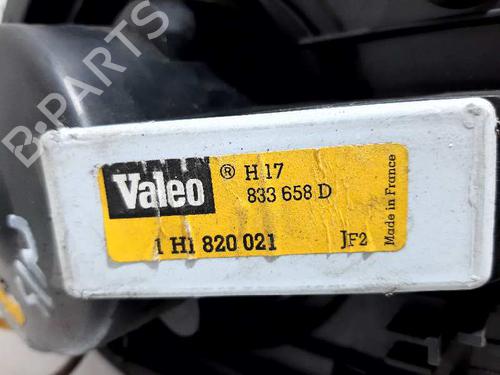 B-PARTS
Valeo ® H 17
833 658 D
1 H1 820 021 JF2
Made in France